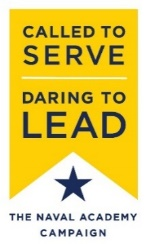 CALLED TO
SERVE
DARING TO
LEAD
THE NAVAL ACADEMY
CAMPAIGN